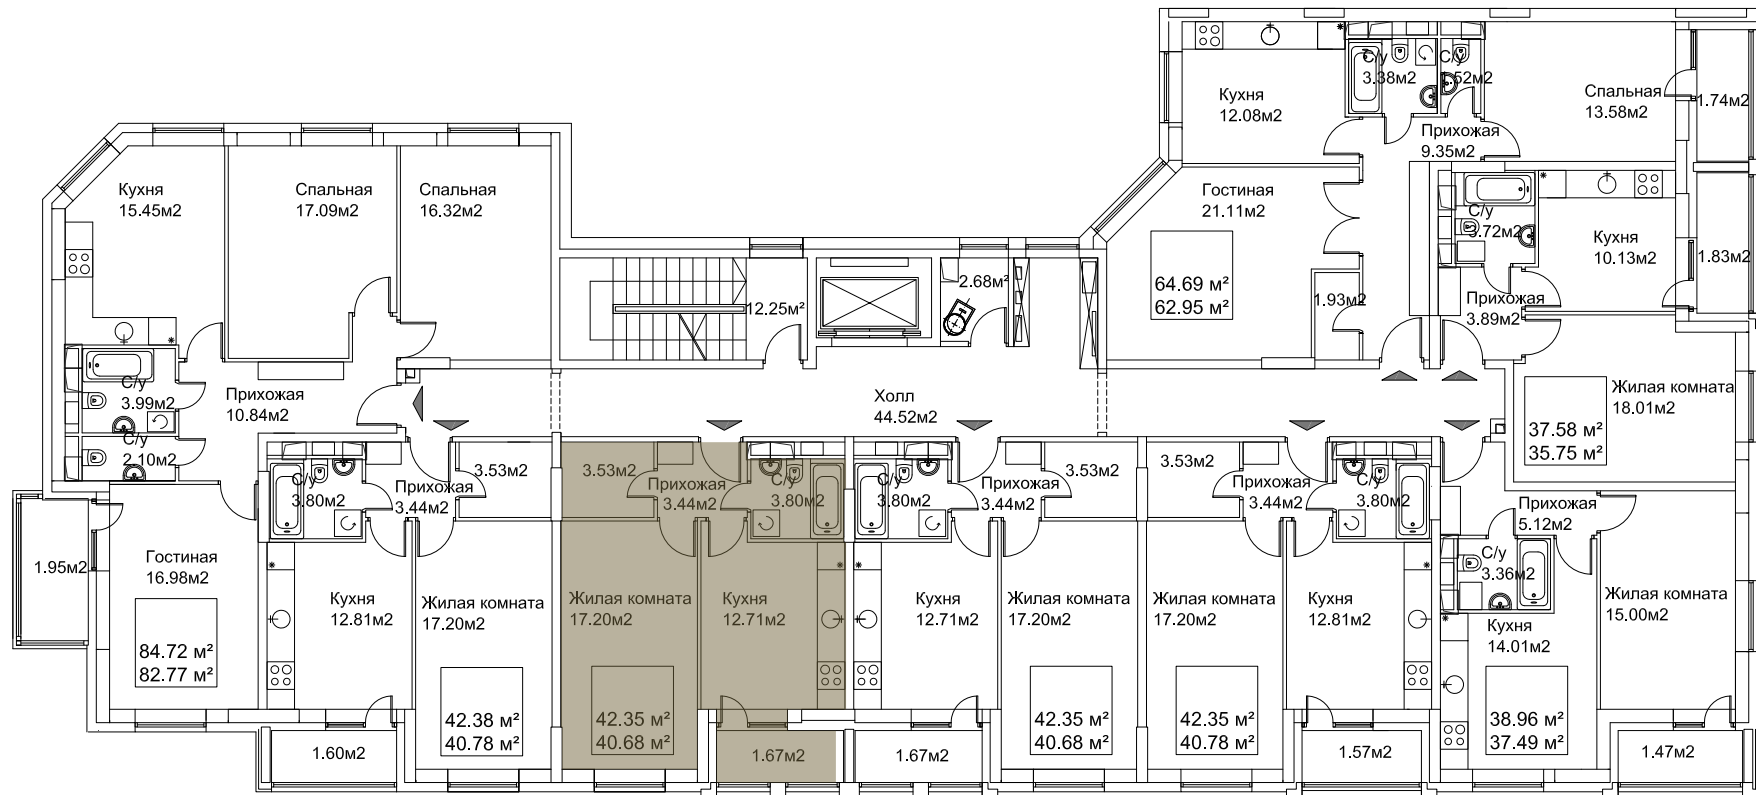 Кухня
15.45м2
Спальная
17.09м2
Спальная
16.32м2
С/у
3.99м2
С/у
2.10м2
Прихожая
10.84м2
Гостиная
16.98м2
1.95м2
84.72 м²
82.77 м²
12.25м²
2.68м²
Холл
44.52м2
Кухня
12.08м2
С/у
3.38м2
С/у
52м2
Спальная
13.58м2
1.74м2
Прихожая
9.35м2
Гостиная
21.11м2
64.69 м²
62.95 м²
1.93м2
С/у
3.72м2
Кухня
10.13м2
1.83м2
Прихожая
3.89м2
Жилая комната
18.01м2
37.58 м²
35.75 м²
С/у
3.80м2
Прихожая
3.44м2
3.53м2
Кухня
12.81м2
Жилая комната
17.20м2
42.38 м²
40.78 м²
1.60м2
3.53м2
Прихожая
3.44м2
С/у
3.80м2
Жилая комната
17.20м2
Кухня
12.71м2
42.35 м²
40.68 м²
1.67м2
С/у
3.80м2
Прихожая
3.44м2
3.53м2
Кухня
12.71м2
Жилая комната
17.20м2
42.35 м²
40.68 м²
1.67м2
3.53м2
Прихожая
3.44м2
С/у
3.80м2
Жилая комната
17.20м2
Кухня
12.81м2
42.35 м²
40.78 м²
1.57м2
Прихожая
5.12м2
С/у
3.36м2
Кухня
14.01м2
Жилая комната
15.00м2
38.96 м²
37.49 м²
1.47м2